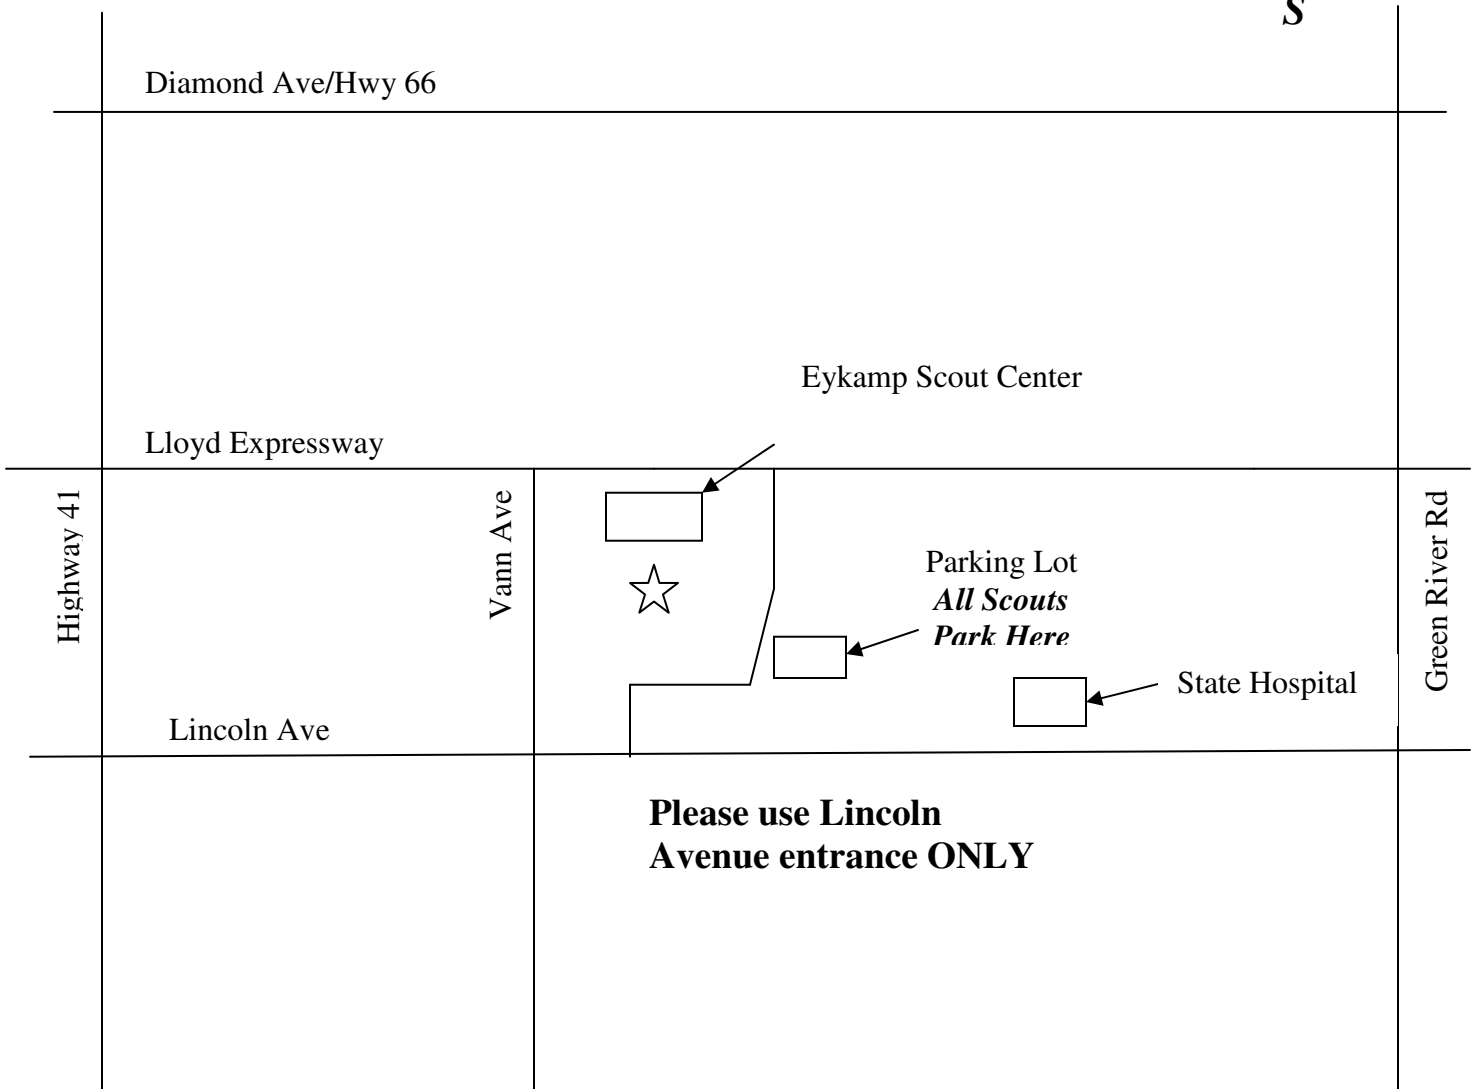 S
Diamond Ave/Hwy 66
Eykamp Scout Center
Lloyd Expressway
Highway 41
Vann Ave
Parking Lot
All Scouts
Park Here
Green River Rd
State Hospital
Lincoln Ave
Please use Lincoln
Avenue entrance ONLY